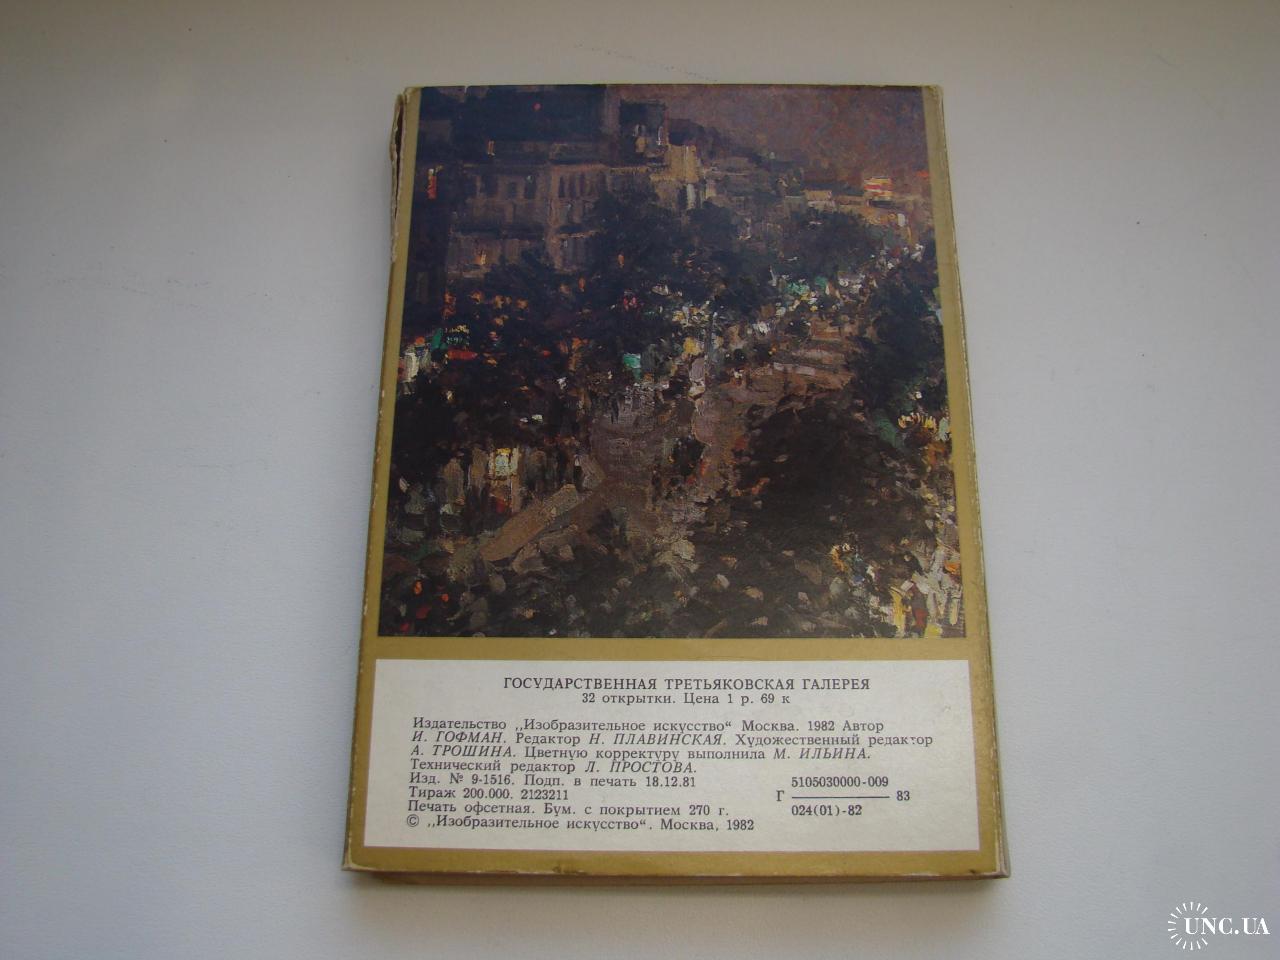 ГОСУДАРСТВЕННАЯ ТРЕТЬЯКОВСКАЯ ГАЛЕРЕЯ
32 открытки. Цена 1 р. 69 к
Издательство ,,Изобразительное искусство“ Москва. 1982 Автор
И. ГОФМАН. Редактор Н. ПЛАВИНСКАЯ. Художественный редактор
А. ТРОШИНА. Цветную корректуру выполнила М. ИЛЬИНА.
Технический редактор Л. ПРОСТОВА.
Изд. № 9-1516. Подп. в печать 18.12.81
Тираж 200.000. 2123211
Печать офсетная. Бум. с покрытием 270 г.
© ,,Изобразительное искусство“. Москва, 1982
5105030000-009
Г ——— 83
024(01)-82
UNC.UA